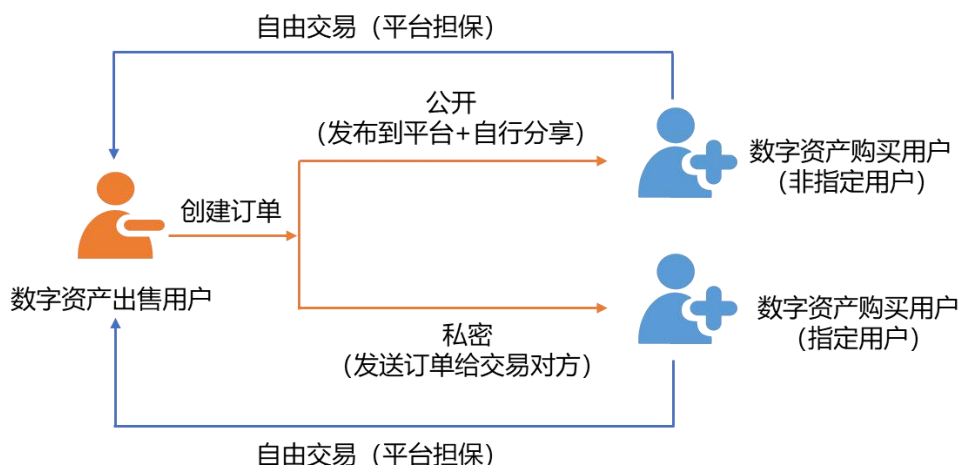 自由交易（平台担保）
公开
（发布到平台+自行分享）
数字资产购买用户
（非指定用户）
创建订单
数字资产出售用户
数字资产购买用户
（指定用户）
私密
（发送订单给交易对方）
自由交易（平台担保）